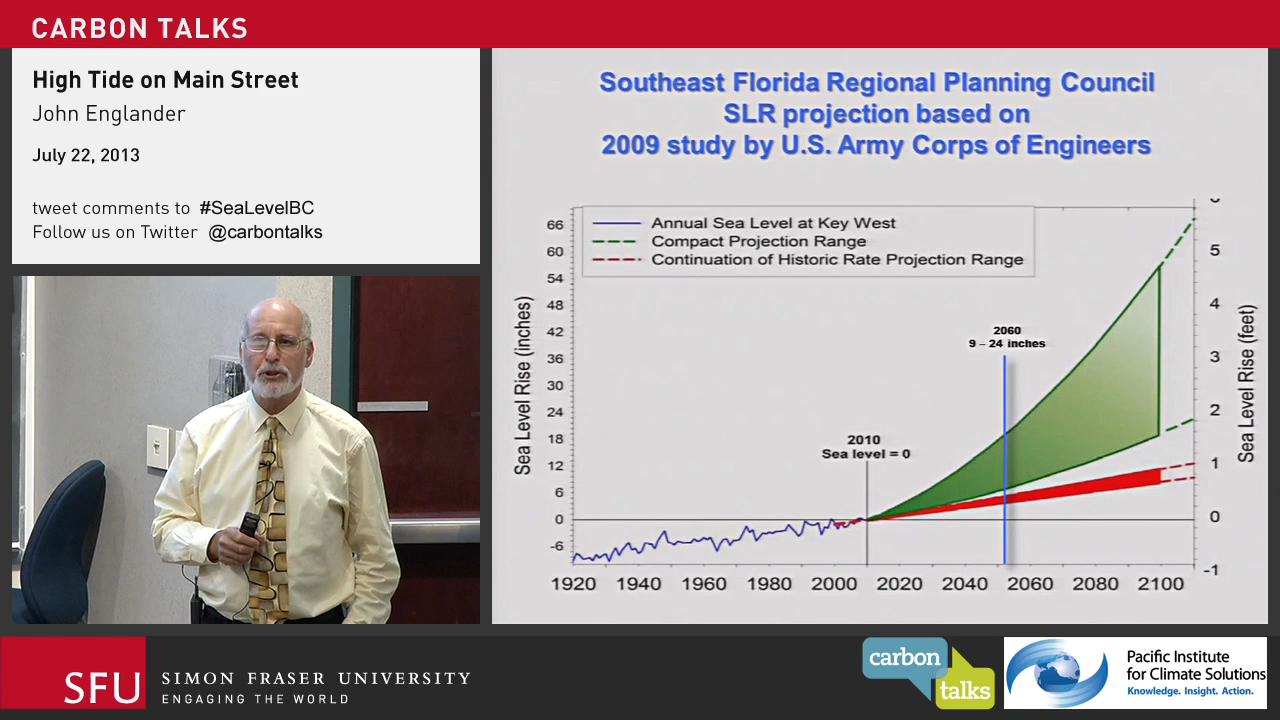 CARBON TALKS
High Tide on Main Street
John Englander
July 22, 2013
tweet comments to #SeaLevelBC
Follow us on Twitter @carbontalks
Southeast Florida Regional Planning Council
SLR projection based on
2009 study by U.S. Army Corps of Engineers
Annual Sea Level at Key West
Compact Projection Range
Continuation of Historic Rate Projection Range
Sea Level Rise (inches)
66
60
54
48
42
36
30
24
18
12
6
0
-6
2060
9 – 24 inches
2010
Sea level = 0
5
4
3
2
1
0
-1
Sea Level Rise (feet)
1920 1940 1960 1980 2000 2020 2040 2060 2080 2100
SFU
SIMON FRASER UNIVERSITY
ENGAGING THE WORLD
carbon
talks
Pacific Institute
for Climate Solutions
Knowledge. Insight. Action.